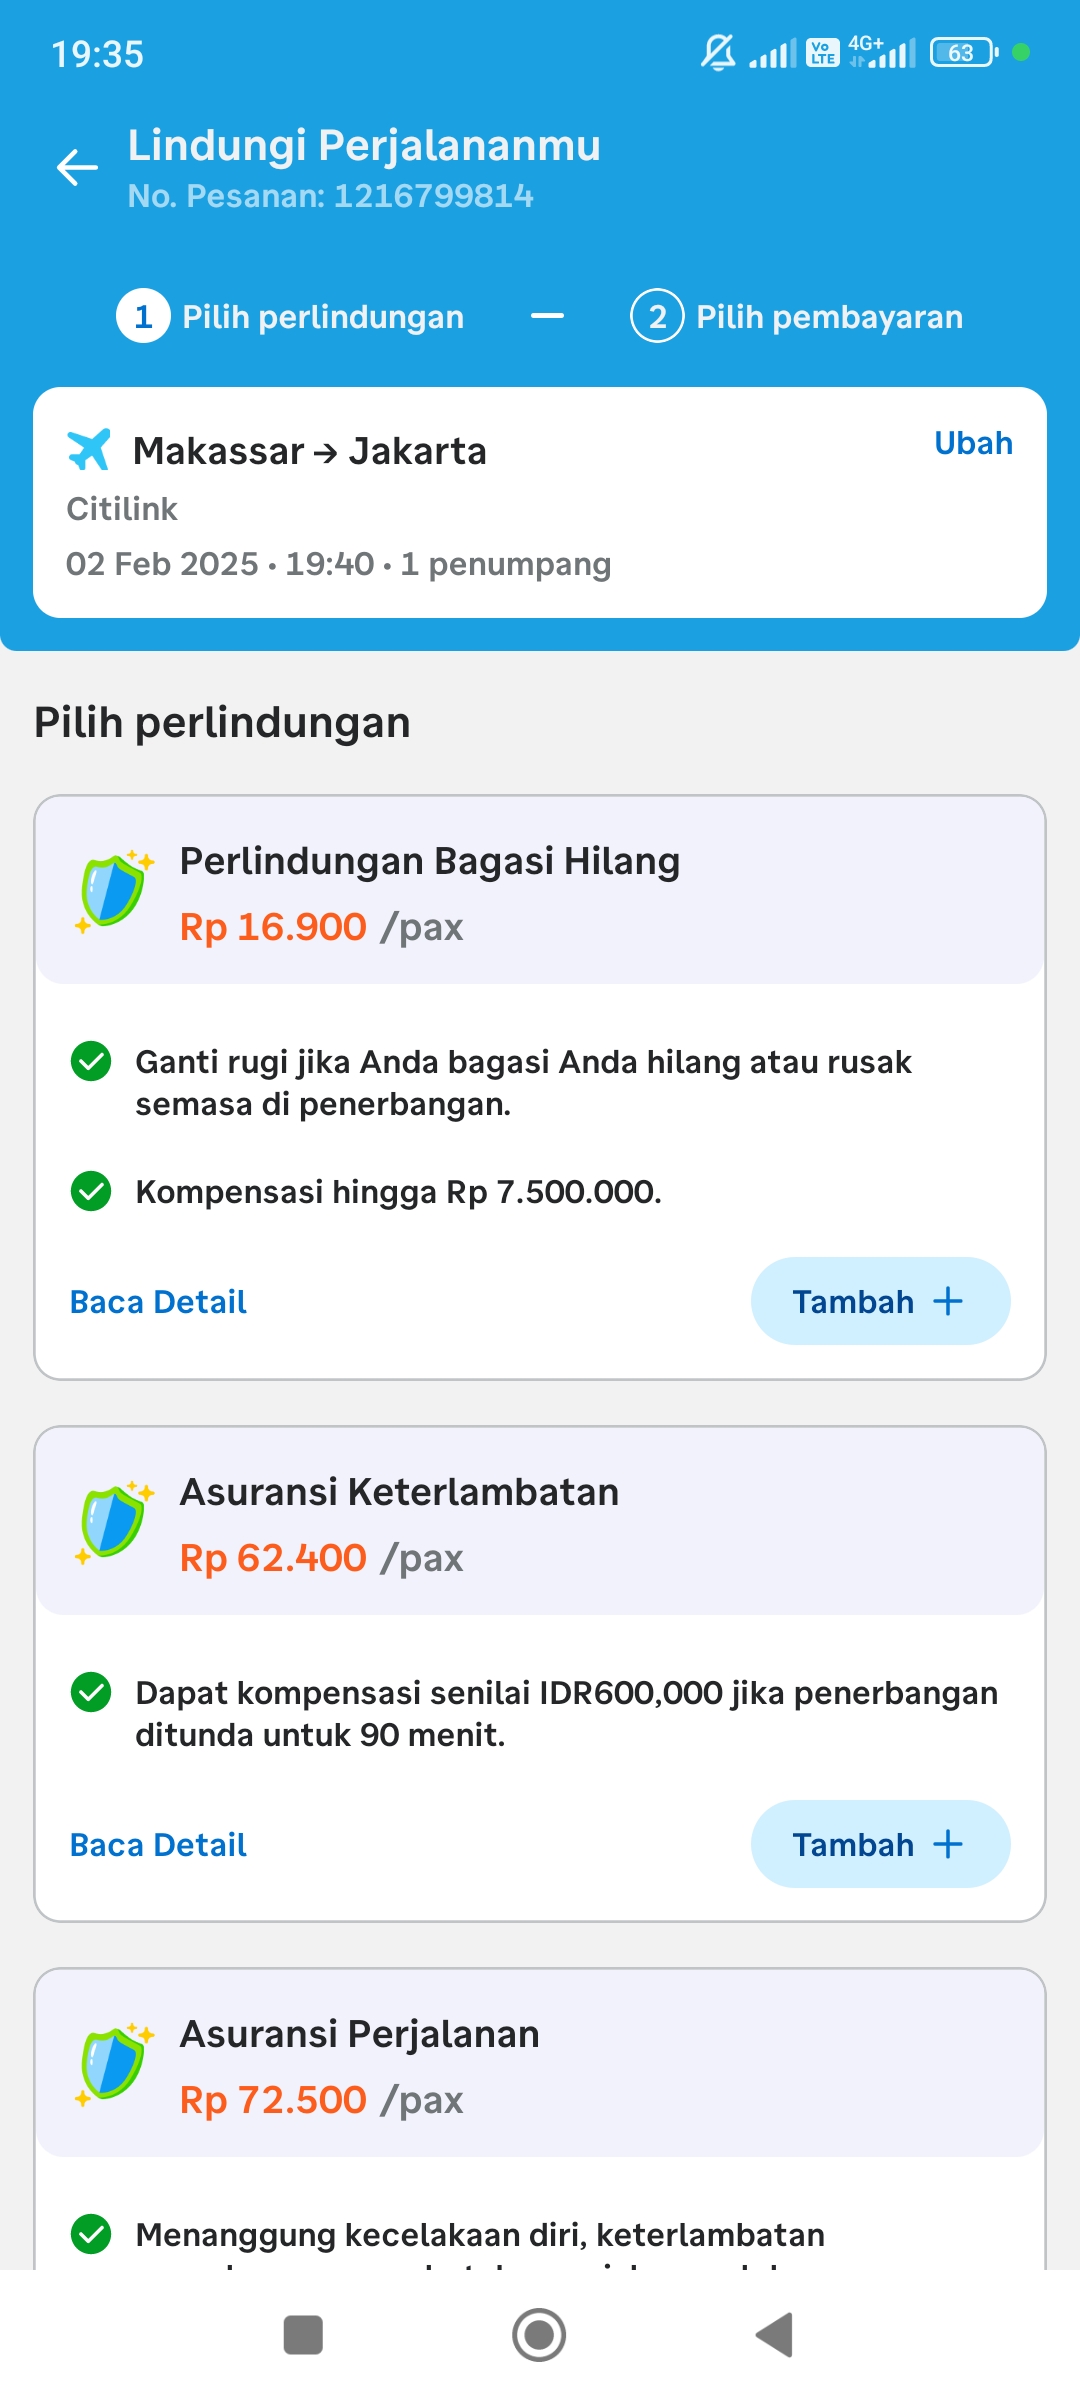 19:35
Vo LTE 4G+ 63
Lindungi Perjalananmu
No. Pesanan: 1216799814
1 Pilih perlindungan — 2 Pilih pembayaran
Makassar → Jakarta Ubah
Citilink
02 Feb 2025 • 19:40 • 1 penumpang
Pilih perlindungan
Perlindungan Bagasi Hilang
Rp 16.900 /pax
Ganti rugi jika Anda bagasi Anda hilang atau rusak
semasa di penerbangan.
Kompensasi hingga Rp 7.500.000.
Baca Detail Tambah +
Asuransi Keterlambatan
Rp 62.400 /pax
Dapat kompensasi senilai IDR600,000 jika penerbangan
ditunda untuk 90 menit.
Baca Detail Tambah +
Asuransi Perjalanan
Rp 72.500 /pax
Menanggung kecelakaan diri, keterlambatan